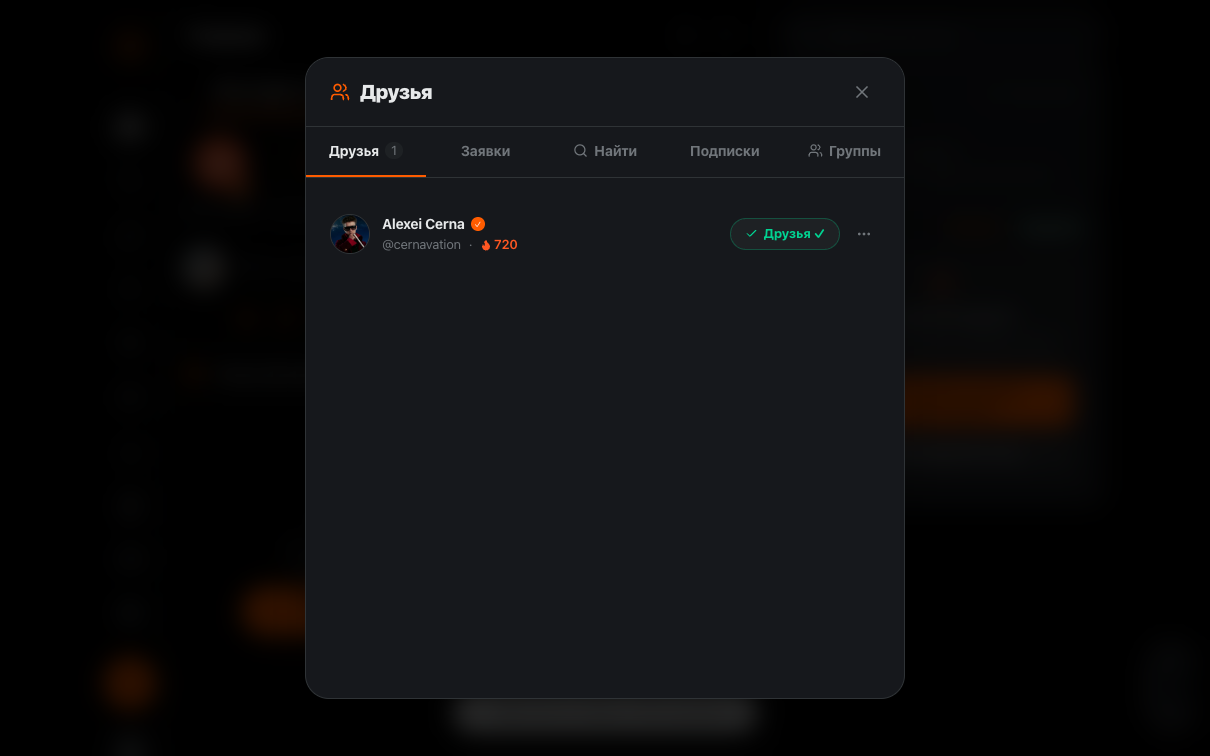 Друзья
Друзья 1
Заявки
Найти
Подписки
Группы
Alexei Cerna
@cernavation · 720
Друзья ✓